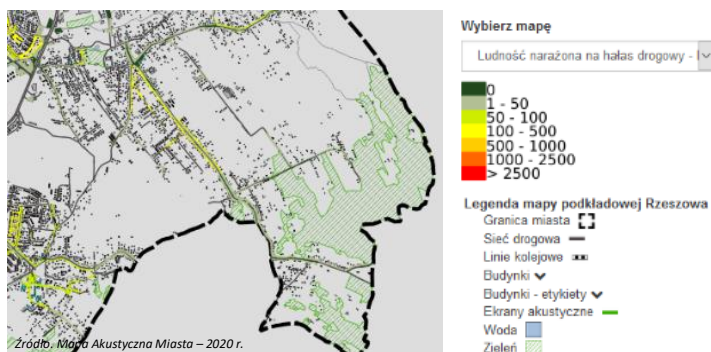 Wybierz mapę
Ludność narażona na hałas drogowy -
0
1 - 50
50 - 100
100 - 500
500 - 1000
1000 - 2500
> 2500
Legenda mapy podkładowej Rzeszowa
Granica miasta
Sieć drogowa
Linie kolejowe
Budynki
Budynki - etykiety
Ekrany akustyczne
Woda
Zieleń
Źródło. Mapa Akustyczna Miasta – 2020 r.